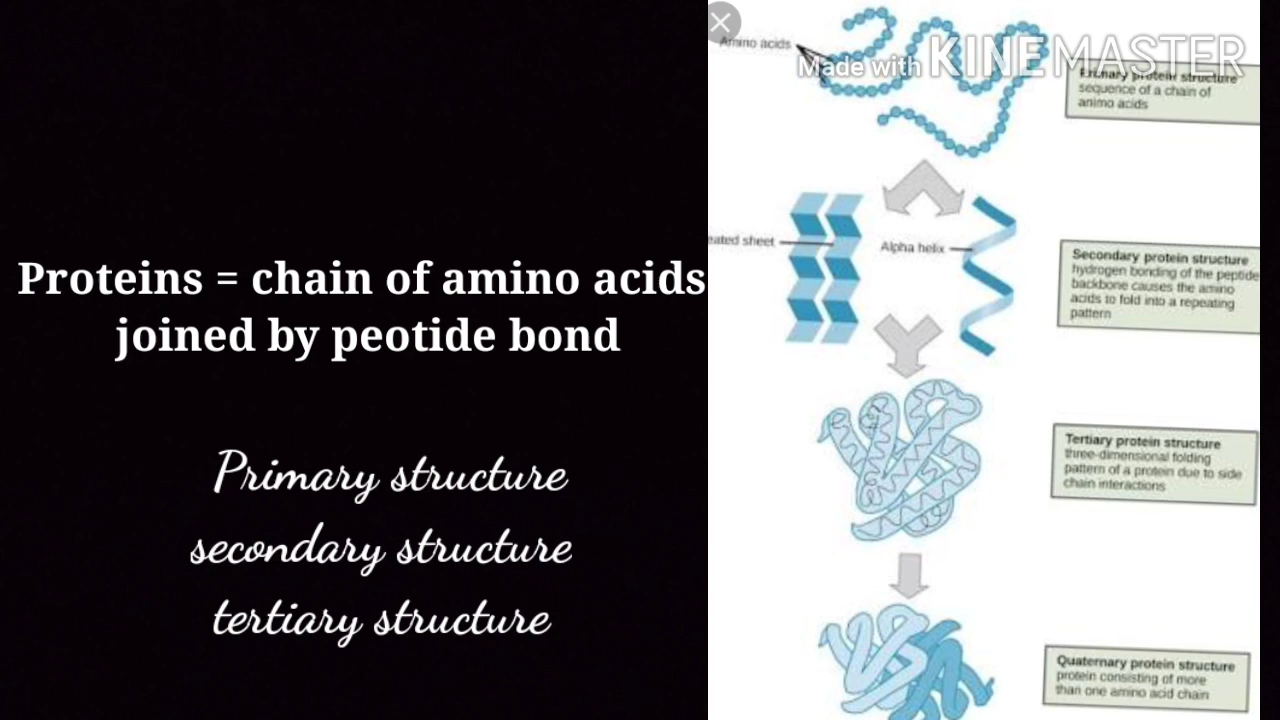 Proteins = chain of amino acids
joined by peotide bond
Primary structure
secondary structure
tertiary structure
Amino acids
Made with KINEMASTER
Primary protein structure
sequence of a chain of
amino acids
eated sheet
Alpha helix
Secondary protein structure
hydrogen bonding of the peptide
backbone causes the amino
acids to fold into a repeating
pattern
Tertiary protein structure
three-dimensional folding
pattern of a protein due to side
chain interactions
Quaternary protein structure
protein consisting of more
than one amino acid chain